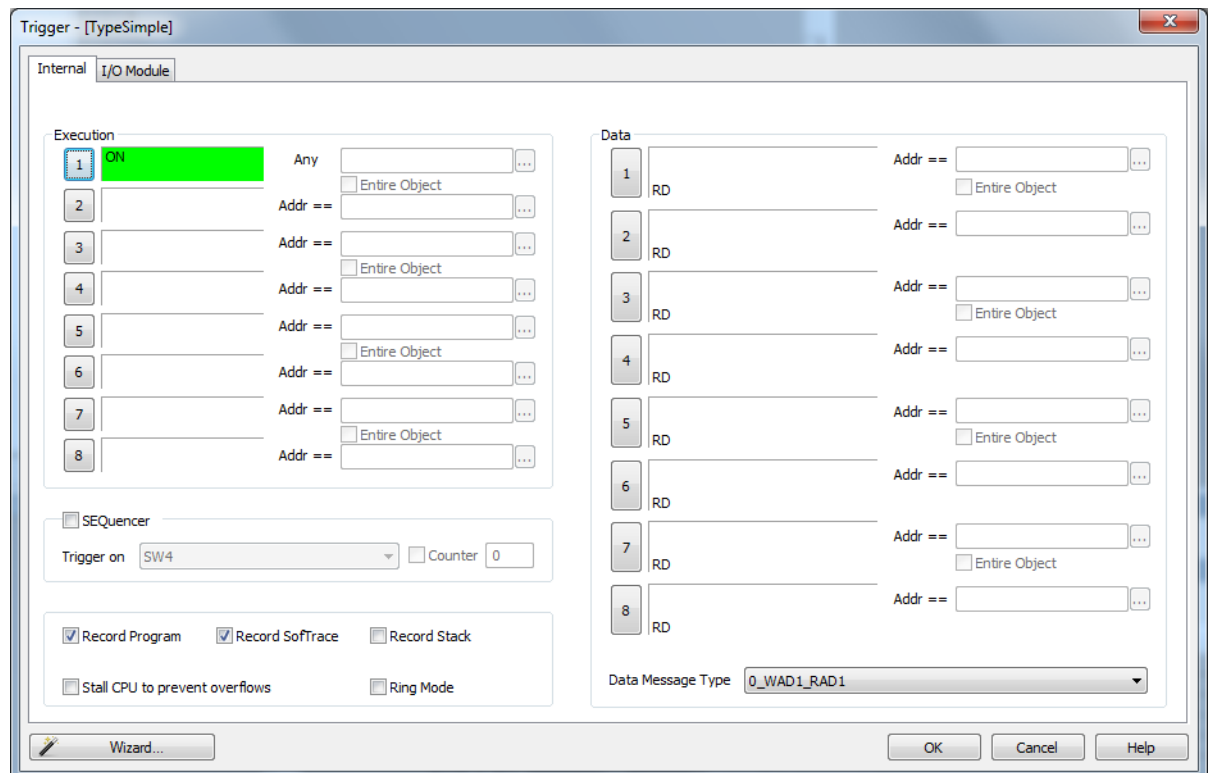 Trigger - [TypeSimple]
Internal
I/O Module
Execution
1 ON Any ...
Entire Object
2 Addr == ...
3 Addr == ...
Entire Object
4 Addr == ...
5 Addr == ...
Entire Object
6 Addr == ...
7 Addr == ...
Entire Object
8 Addr == ...
SEQuencer
Trigger on SW4 Counter 0
Record Program Record SofTrace Record Stack
Stall CPU to prevent overflows Ring Mode
Data
1 RD Addr == ...
Entire Object
2 RD Addr == ...
3 RD Addr == ...
Entire Object
4 RD Addr == ...
5 RD Addr == ...
Entire Object
6 RD Addr == ...
7 RD Addr == ...
Entire Object
8 RD Addr == ...
Data Message Type 0_WAD1_RAD1
Wizard... OK Cancel Help